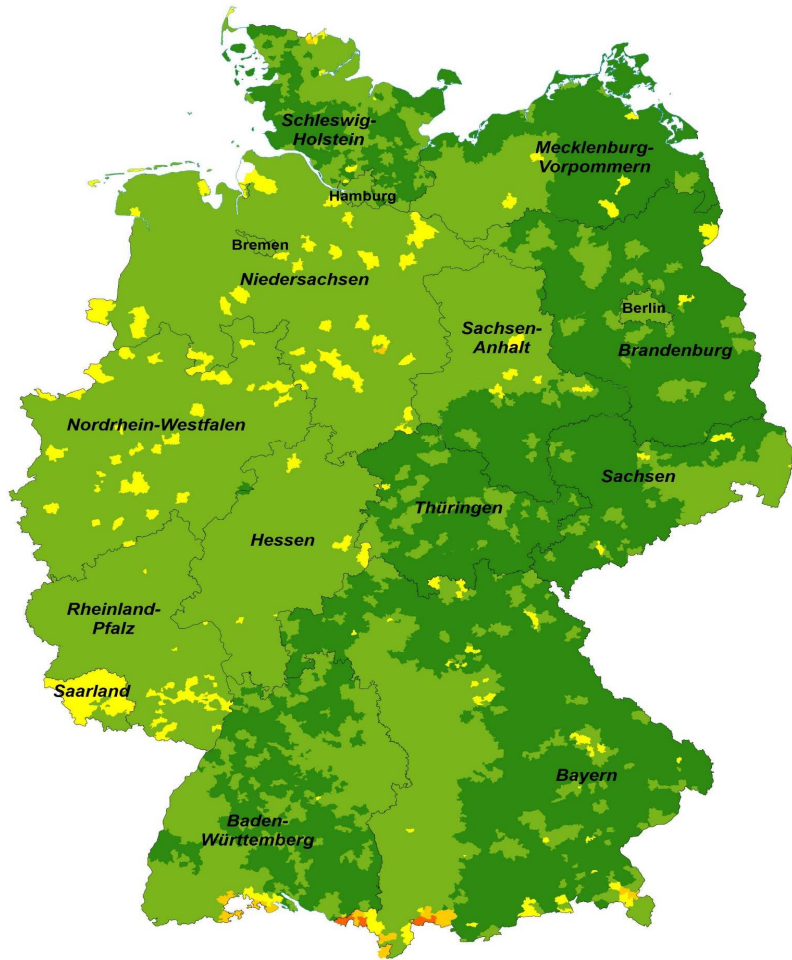 Schleswig-
Holstein
Mecklenburg-
Vorpommern
Hamburg
Bremen
Niedersachsen
Berlin
Sachsen-
Anhalt
Brandenburg
Nordrhein-Westfalen
Sachsen
Thüringen
Hessen
Rheinland-
Pfalz
Saarland
Bayern
Baden-
Württemberg